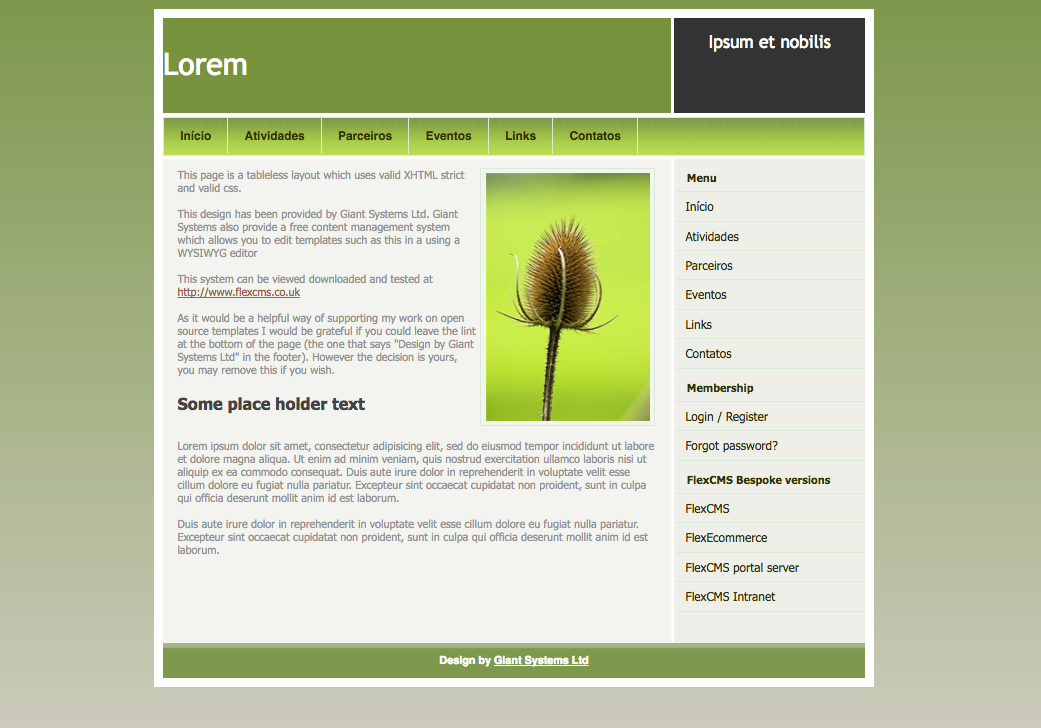 Lorem
Ipsum et nobilis
Início Atividades Parceiros Eventos Links Contatos
This page is a tableless layout which uses valid XHTML strict
and valid css.
This design has been provided by Giant Systems Ltd. Giant
Systems also provide a free content management system
which allows you to edit templates such as this in a using a
WYSIWYG editor
This system can be viewed downloaded and tested at
http://www.flexcms.co.uk
As it would be a helpful way of supporting my work on open
source templates I would be grateful if you could leave the lint
at the bottom of the page (the one that says "Design by Giant
Systems Ltd" in the footer). However the decision is yours,
you may remove this if you wish.
Some place holder text
Lorem ipsum dolor sit amet, consectetur adipisicing elit, sed do eiusmod tempor incididunt ut labore
et dolore magna aliqua. Ut enim ad minim veniam, quis nostrud exercitation ullamco laboris nisi ut
aliquip ex ea commodo consequat. Duis aute irure dolor in reprehenderit in voluptate velit esse
cillum dolore eu fugiat nulla pariatur. Excepteur sint occaecat cupidatat non proident, sunt in culpa
qui officia deserunt mollit anim id est laborum.
Duis aute irure dolor in reprehenderit in voluptate velit esse cillum dolore eu fugiat nulla pariatur.
Excepteur sint occaecat cupidatat non proident, sunt in culpa qui officia deserunt mollit anim id est
laborum.
Menu
Início
Atividades
Parceiros
Eventos
Links
Contatos
Membership
Login / Register
Forgot password?
FlexCMS Bespoke versions
FlexCMS
FlexEcommerce
FlexCMS portal server
FlexCMS Intranet
Design by Giant Systems Ltd